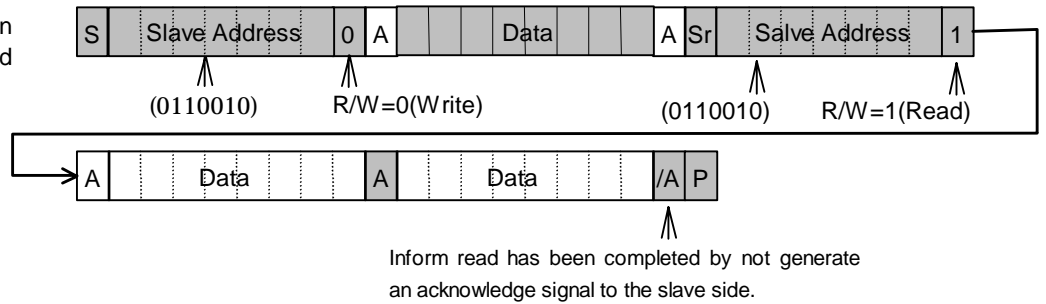 n
d
S Slave Address 0 A Data A Sr Salve Address 1
(0110010) R/W=0(Write) (0110010) R/W=1(Read)
A Data A Data /A P
Inform read has been completed by not generate
an acknowledge signal to the slave side.